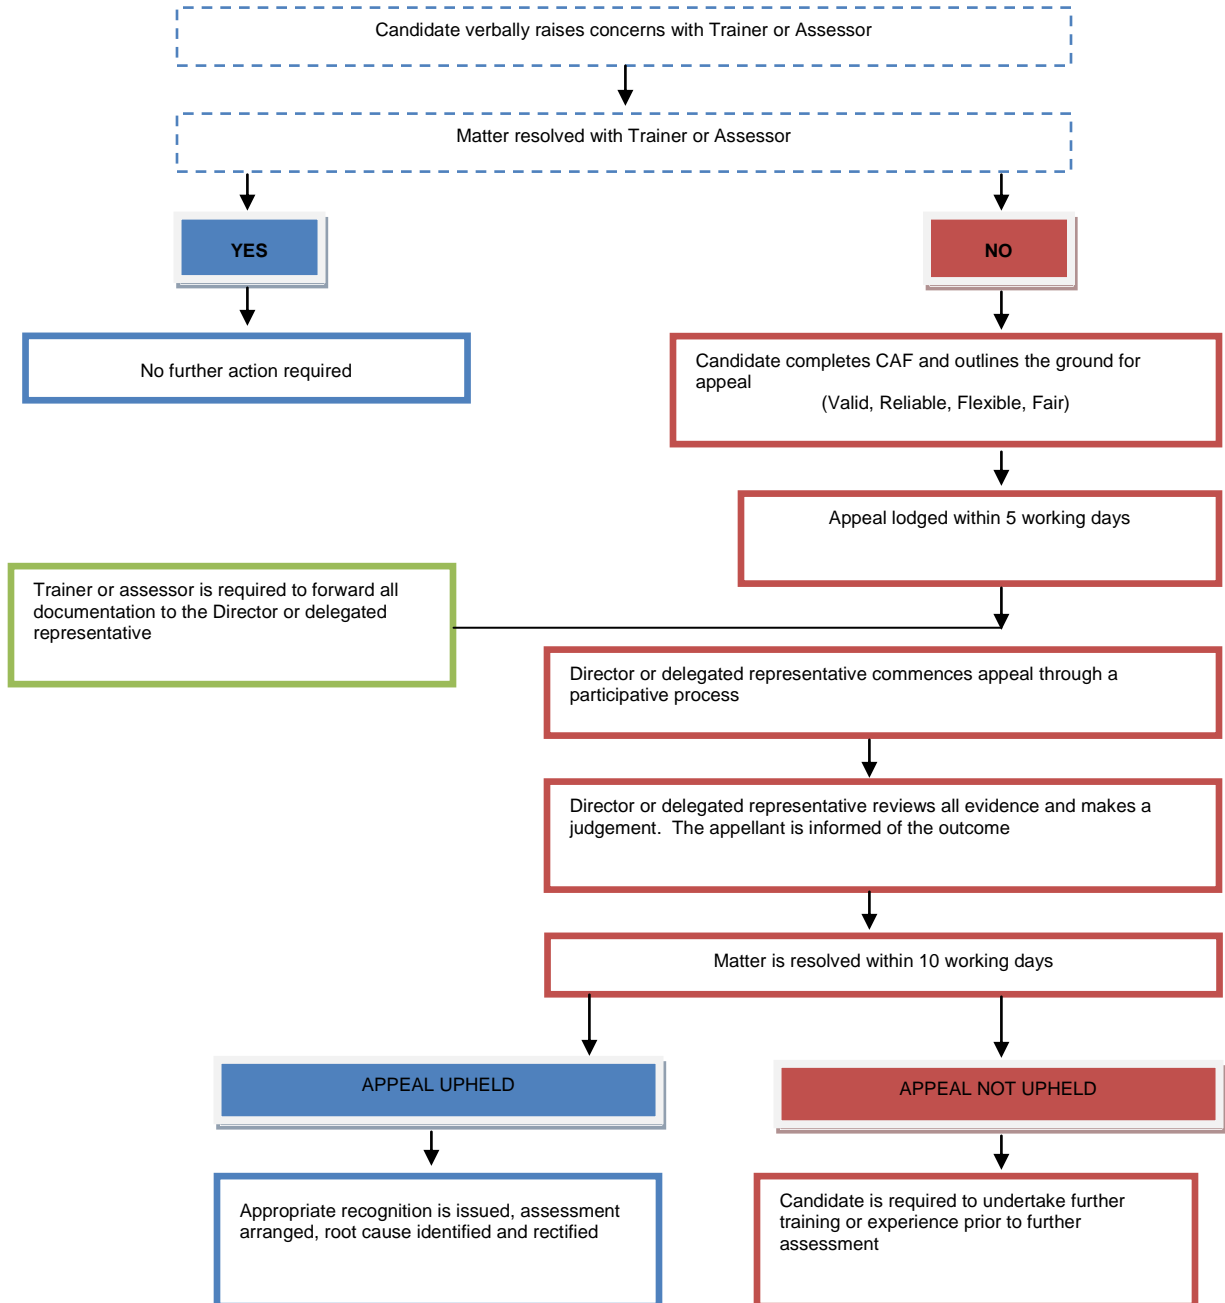 Candidate verbally raises concerns with Trainer or Assessor
Matter resolved with Trainer or Assessor
YES
NO
No further action required
Candidate completes CAF and outlines the ground for
appeal
(Valid, Reliable, Flexible, Fair)
Appeal lodged within 5 working days
Trainer or assessor is required to forward all
documentation to the Director or delegated
representative
Director or delegated representative commences appeal through a
participative process
Director or delegated representative reviews all evidence and makes a
judgement.  The appellant is informed of the outcome
Matter is resolved within 10 working days
APPEAL UPHELD
APPEAL NOT UPHELD
Appropriate recognition is issued, assessment
arranged, root cause identified and rectified
Candidate is required to undertake further
training or experience prior to further
assessment